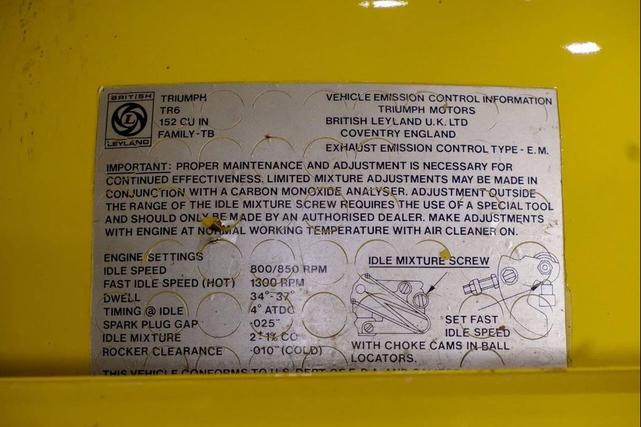 BRITISH
LEYLAND
TRIUMPH
TR6
152 CU IN
FAMILY-TB
VEHICLE EMISSION CONTROL INFORMATION
TRIUMPH MOTORS
BRITISH LEYLAND U.K. LTD
COVENTRY ENGLAND
EXHAUST EMISSION CONTROL TYPE - E.M.
IMPORTANT: PROPER MAINTENANCE AND ADJUSTMENT IS NECESSARY FOR
CONTINUED EFFECTIVENESS. LIMITED MIXTURE ADJUSTMENTS MAY BE MADE IN
CONJUNCTION WITH A CARBON MONOXIDE ANALYSER. ADJUSTMENT OUTSIDE
THE RANGE OF THE IDLE MIXTURE SCREW REQUIRES THE USE OF A SPECIAL TOOL
AND SHOULD ONLY BE MADE BY AN AUTHORISED DEALER. MAKE ADJUSTMENTS
WITH ENGINE AT NORMAL WORKING TEMPERATURE WITH AIR CLEANER ON.
ENGINE SETTINGS
IDLE SPEED 800/850 RPM
FAST IDLE SPEED (HOT) 1300 RPM
DWELL 34°-37°
TIMING @ IDLE 4° ATDC
SPARK PLUG GAP ·025"
IDLE MIXTURE CO
ROCKER CLEARANCE ·010" (COLD)
IDLE MIXTURE SCREW
SET FAST
IDLE SPEED
WITH CHOKE CAMS IN BALL
LOCATORS.
THIS VEHICLE CONFORMS TO U.S. DEPT OF